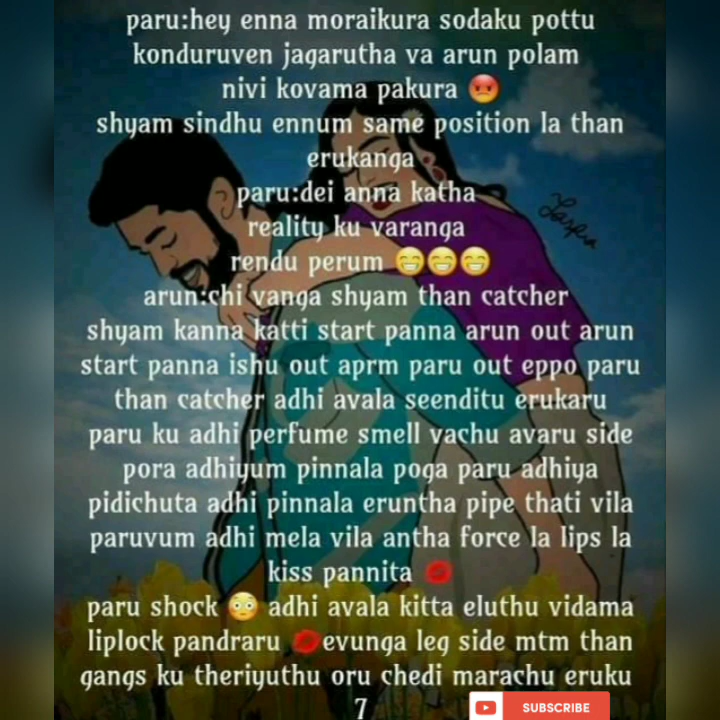 paru:hey enna moraikura sodaku pottu
konduruven jagarutha va arun polam
nivi kovama pakura 😡
shyam sindhu ennum same position la than
erukanga
paru:dei anna katha
reality ku varanga
rendu perum 😁😁😁
arun:chi vanga shyam than catcher
shyam kanna katti start panna arun out arun
start panna ishu out aprm paru out eppo paru
than catcher adhi avala seenditu erukaru
paru ku adhi perfume smell vachu avaru side
pora adhiyum pinnala poga paru adhiya
pidichuta adhi pinnala eruntha pipe thati vila
paruvum adhi mela vila antha force la lips la
kiss pannita 💋
paru shock 😳 adhi avala kitta eluthu vidama
liplock pandraru 💋evunga leg side mtm than
gangs ku theriyuthu oru chedi marachu eruku
7
SUBSCRIBE